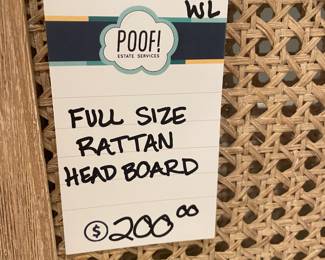 WL
POOF!
ESTATE SERVICES
FULL SIZE
RATTAN
HEAD BOARD
$200.00